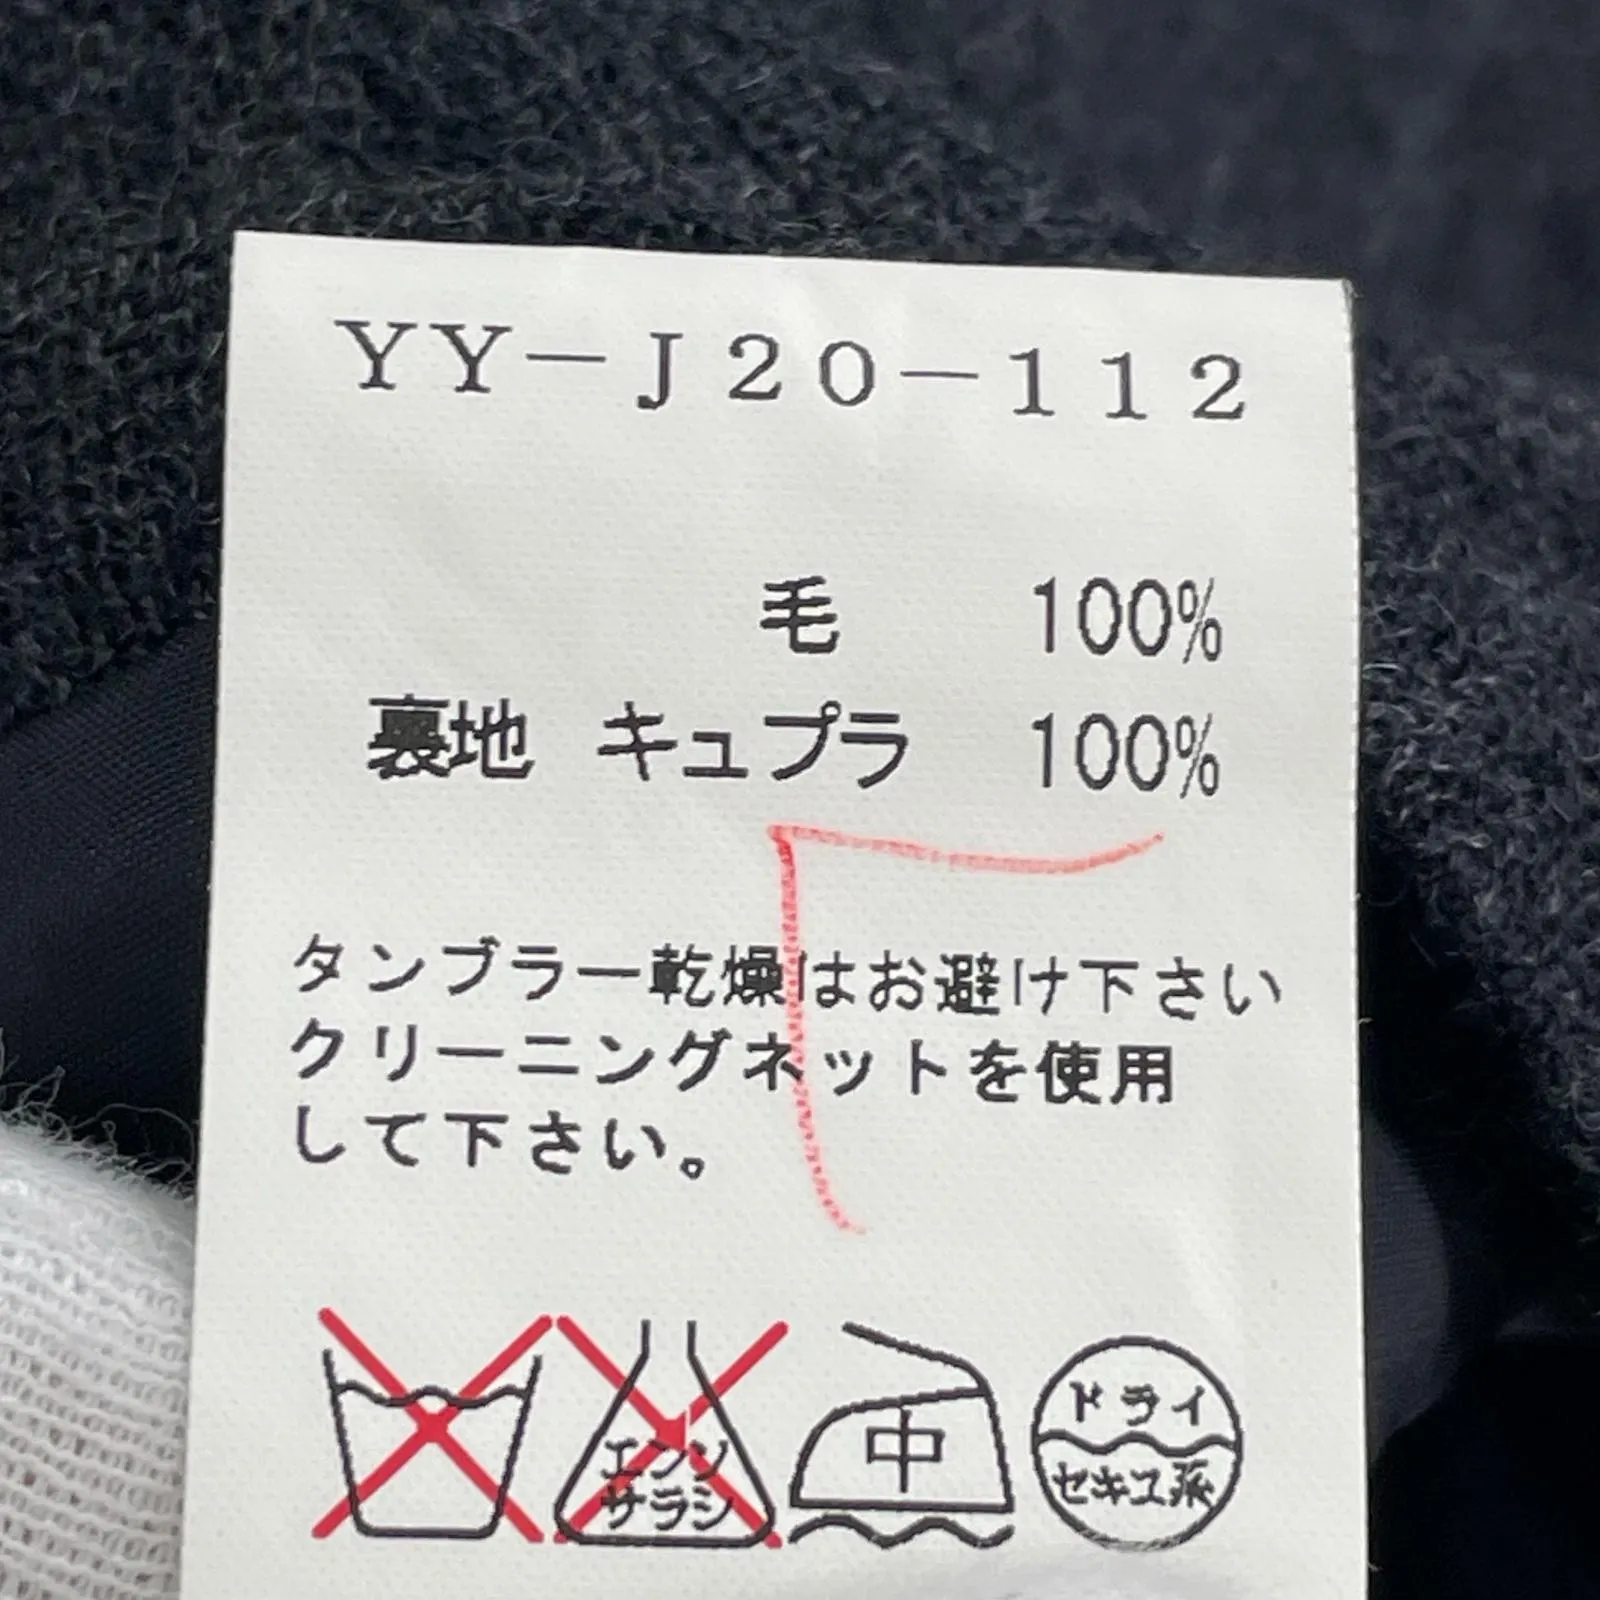 YY-J20-112
毛 100%
裏地 キュプラ 100%
タンブラー乾燥はお避け下さい
クリーニングネットを使用
して下さい。
エンソ
サラシ
中
ドライ
セキユ系